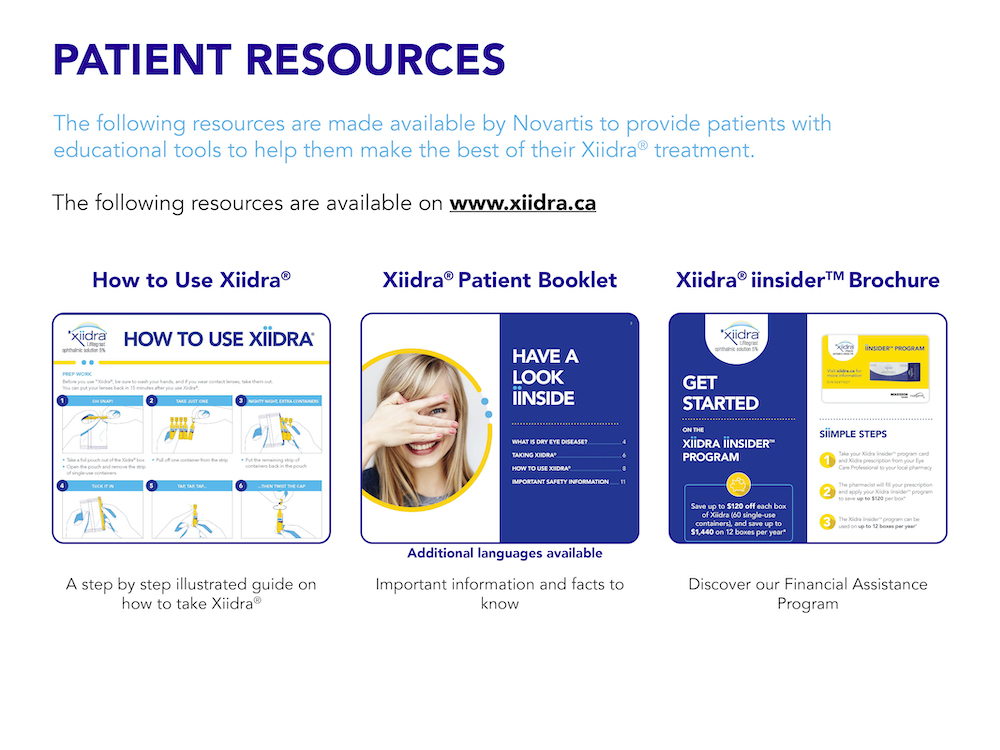 PATIENT RESOURCES
The following resources are made available by Novartis to provide patients with
educational tools to help them make the best of their Xiidra® treatment.
The following resources are available on www.xiidra.ca
How to Use Xiidra®
Xiidra® Patient Booklet
Xiidra® iinsider™ Brochure
xiidra
lifitegrast
ophthalmic solution 5%
HOW TO USE XIIDRA®
PREP WORK
Before you use Xiidra®, be sure to wash your hands, and if you wear contact lenses, take them out.
You can put your lenses back in 15 minutes after you use Xiidra®.
1 OH SNAP!
2 TAKE JUST ONE
3 NIGHTY NIGHT, EXTRA CONTAINERS
• Take a foil pouch out of the Xiidra® box
• Open the pouch and remove the strip
of single-use containers
• Pull off one container from the strip
• Put the remaining strip of
containers back in the pouch
4 TUCK IT IN
5 TAP, TAP, TAP...
6 ...THEN TWIST THE CAP
7
HAVE A
LOOK
iiNSIDE
WHAT IS DRY EYE DISEASE? 4
TAKING XIIDRA® 6
HOW TO USE XIIDRA® 8
IMPORTANT SAFETY INFORMATION 11
xiidra
lifitegrast
ophthalmic solution 5%
GET
STARTED
ON THE
XiiDRA iiNSIDER™
PROGRAM
Save up to $120 off each box
of Xiidra (60 single-use
containers), and save up to
$1,440 on 12 boxes per year*
xiidra
iiNSIDER™ PROGRAM
Visit xiidra.ca for
more information
SiiMPLE STEPS
1 Take your Xiidra iinsider™ program card
and Xiidra prescription from your Eye
Care Professional to your local pharmacy
2 The pharmacist will fill your prescription
and apply your Xiidra iinsider™ program
to save up to $120 per box*
3 The Xiidra iinsider™ program can be
used on up to 12 boxes per year*
Additional languages available
A step by step illustrated guide on
how to take Xiidra®
Important information and facts to
know
Discover our Financial Assistance
Program